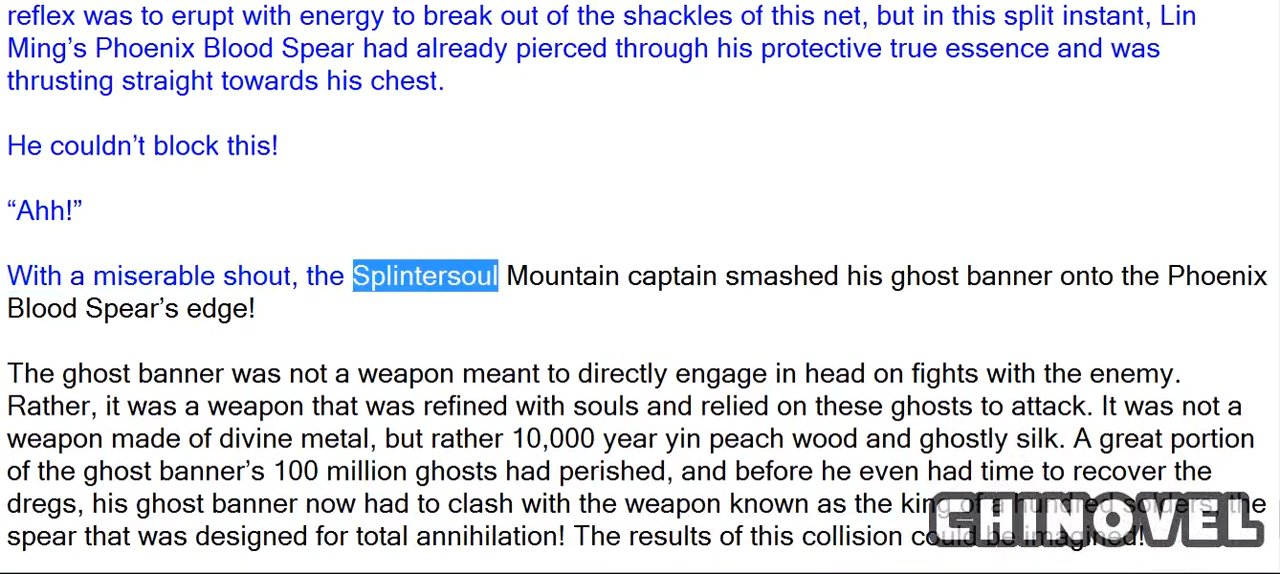 reflex was to erupt with energy to break out of the shackles of this net, but in this split instant, Lin
Ming’s Phoenix Blood Spear had already pierced through his protective true essence and was
thrusting straight towards his chest.
He couldn’t block this!
“Ahh!”
With a miserable shout, the Splintersoul Mountain captain smashed his ghost banner onto the Phoenix
Blood Spear’s edge!
The ghost banner was not a weapon meant to directly engage in head on fights with the enemy.
Rather, it was a weapon that was refined with souls and relied on these ghosts to attack. It was not a
weapon made of divine metal, but rather 10,000 year yin peach wood and ghostly silk. A great portion
of the ghost banner’s 100 million ghosts had perished, and before he even had time to recover the
dregs, his ghost banner now had to clash with the weapon known as the king of a hundred solders, the
spear that was designed for total annihilation! The results of this collision could be imagined!
CHINOVEL